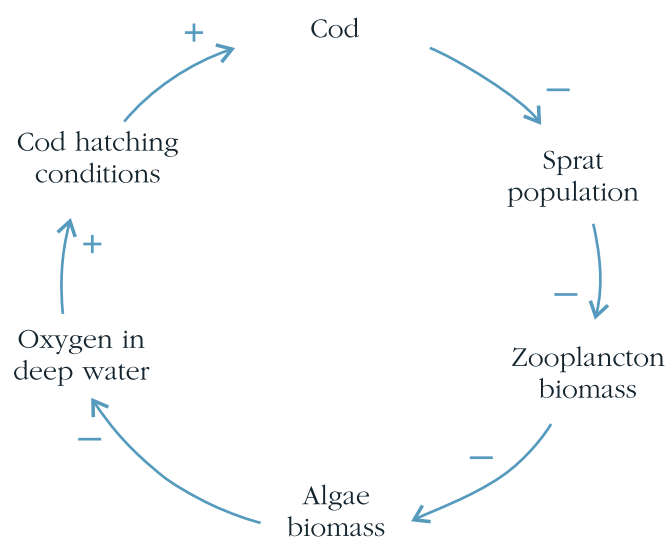 Cod
+
−
Cod hatching
conditions
Sprat
population
+
−
Oxygen in
deep water
Zooplancton
biomass
−
−
Algae
biomass